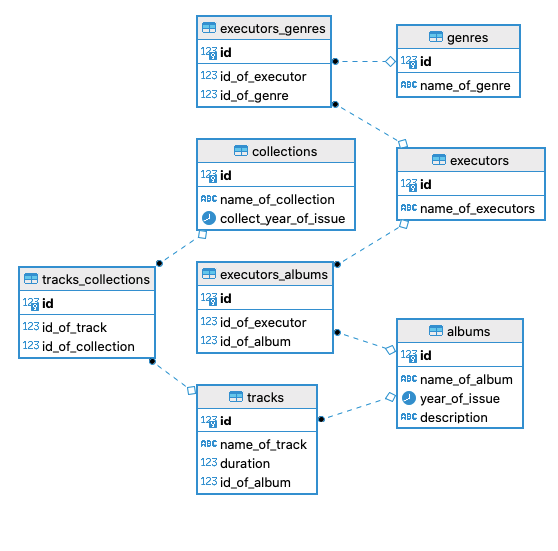 executors_genres
123 id
123 id_of_executor
123 id_of_genre
genres
123 id
ABC name_of_genre
collections
123 id
ABC name_of_collection
collect_year_of_issue
executors
123 id
ABC name_of_executors
tracks_collections
123 id
123 id_of_track
123 id_of_collection
executors_albums
123 id
123 id_of_executor
123 id_of_album
albums
123 id
ABC name_of_album
year_of_issue
ABC description
tracks
123 id
ABC name_of_track
123 duration
123 id_of_album